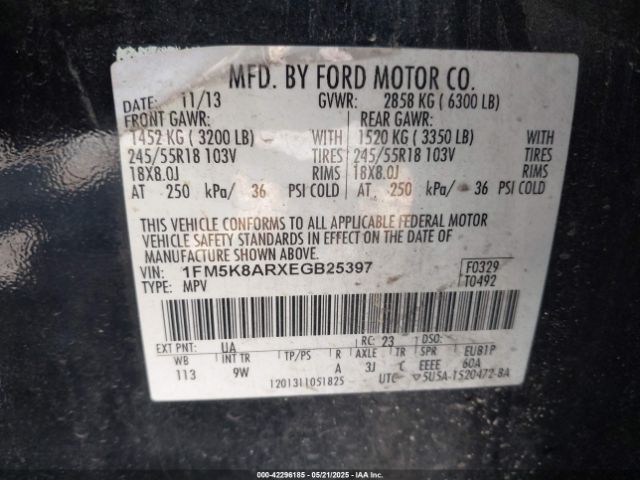 MFD. BY FORD MOTOR CO.
DATE: 11/13 GVWR: 2858 KG ( 6300 LB)
FRONT GAWR: REAR GAWR:
1452 KG ( 3200 LB) WITH 1520 KG ( 3350 LB) WITH
245/55R18 103V TIRES 245/55R18 103V TIRES
18X8.0J RIMS 18X8.0J RIMS
AT 250 kPa/ 36 PSI COLD AT 250 kPa/ 36 PSI COLD
THIS VEHICLE CONFORMS TO ALL APPLICABLE FEDERAL MOTOR
VEHICLE SAFETY STANDARDS IN EFFECT ON THE DATE OF
MANUFACTURE SHOWN ABOVE.
VIN: 1FM5K8ARXEGB25397 F0329
TYPE: MPV T0492
EXT PNT: UA RC: 23 DSO:
WB INT TR TP/PS R AXLE TR SPR EUB1P
113 9W A 3J C EEEE 60A
1201311051825 UTC 5U5A-1520472-BA
000-42296185 - 05/21/2025 - IAAI.COM